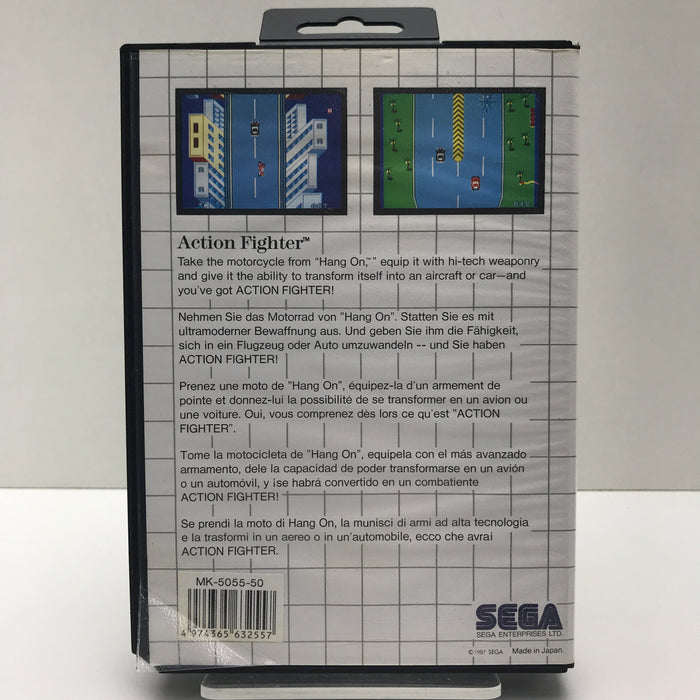 Action Fighter™
Take the motorcycle from "Hang On,™" equip it with hi-tech weaponry
and give it the ability to transform itself into an aircraft or car—and
you've got ACTION FIGHTER!
Nehmen Sie das Motorrad von "Hang On". Statten Sie es mit
ultramoderner Bewaffnung aus. Und geben Sie ihm die Fähigkeit,
sich in ein Flugzeug oder Auto umzuwandeln -- und Sie haben
ACTION FIGHTER!
Prenez une moto de "Hang On", équipez-la d'un armement de
pointe et donnez-lui la possibilité de se transformer en un avion ou
une voiture. Oui, vous comprenez dès lors ce qu'est "ACTION
FIGHTER".
Tome la motocicleta de "Hang On", equipela con el más avanzado
armamento, dele la capacidad de poder transformarse en un avión
o un automóvil, y ¡se habrá convertido en un combatiente
ACTION FIGHTER!
Se prendi la moto di Hang On, la munisci di armi ad alta tecnologia
e la trasformi in un aereo o in un'automobile, ecco che avrai
ACTION FIGHTER.
MK-5055-50
4 974365 632557
SEGA
SEGA ENTERPRISES LTD.
© 1987 SEGA Made in Japan.